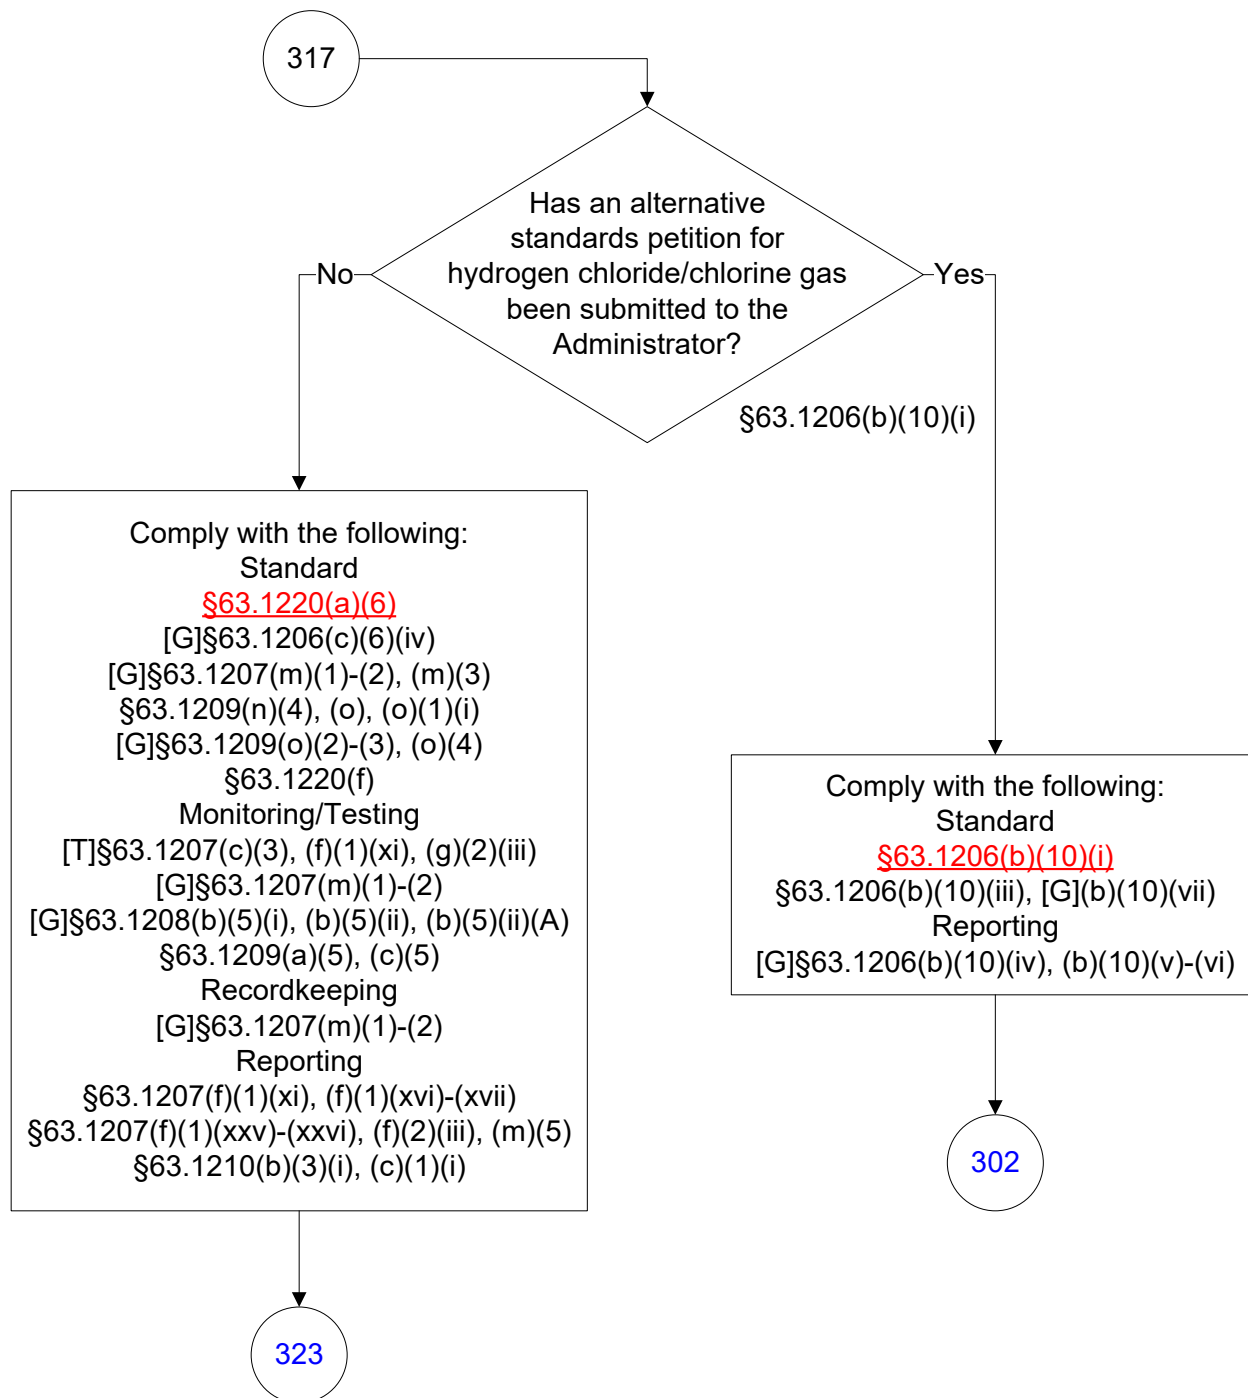 317
Has an alternative
standards petition for
hydrogen chloride/chlorine gas
been submitted to the
Administrator?
No
Yes
§63.1206(b)(10)(i)
Comply with the following:
Standard
§63.1220(a)(6)
[G]§63.1206(c)(6)(iv)
[G]§63.1207(m)(1)-(2), (m)(3)
§63.1209(n)(4), (o), (o)(1)(i)
[G]§63.1209(o)(2)-(3), (o)(4)
§63.1220(f)
Monitoring/Testing
[T]§63.1207(c)(3), (f)(1)(xi), (g)(2)(iii)
[G]§63.1207(m)(1)-(2)
[G]§63.1208(b)(5)(i), (b)(5)(ii), (b)(5)(ii)(A)
§63.1209(a)(5), (c)(5)
Recordkeeping
[G]§63.1207(m)(1)-(2)
Reporting
§63.1207(f)(1)(xi), (f)(1)(xvi)-(xvii)
§63.1207(f)(1)(xxv)-(xxvi), (f)(2)(iii), (m)(5)
§63.1210(b)(3)(i), (c)(1)(i)
323
Comply with the following:
Standard
§63.1206(b)(10)(i)
§63.1206(b)(10)(iii), [G](b)(10)(vii)
Reporting
[G]§63.1206(b)(10)(iv), (b)(10)(v)-(vi)
302